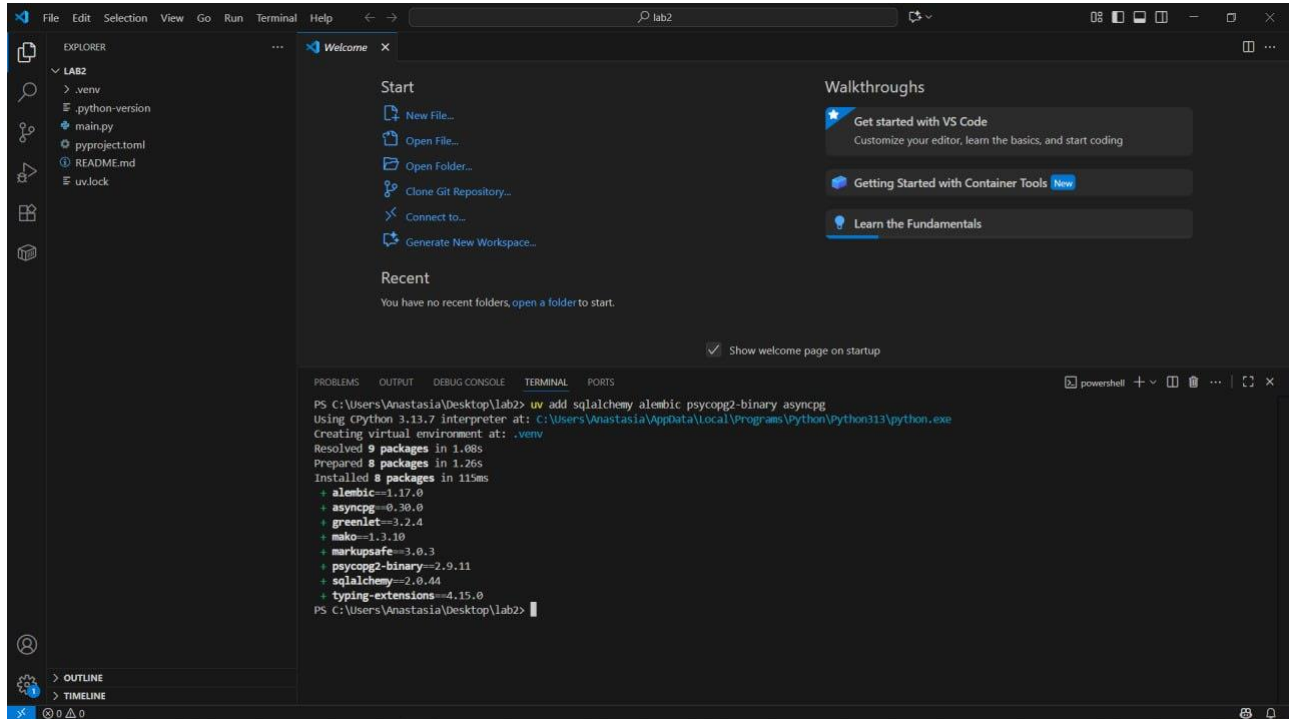 File Edit Selection View Go Run Terminal Help
lab2
EXPLORER
LAB2
.venv
.python-version
main.py
pyproject.toml
README.md
uv.lock
OUTLINE
TIMELINE
Welcome
Start
New File...
Open File...
Open Folder...
Clone Git Repository...
Connect to...
Generate New Workspace...
Recent
You have no recent folders, open a folder to start.
Walkthroughs
Get started with VS Code
Customize your editor, learn the basics, and start coding
Getting Started with Container Tools New
Learn the Fundamentals
Show welcome page on startup
PROBLEMS OUTPUT DEBUG CONSOLE TERMINAL PORTS
powershell
PS C:\Users\Anastasia\Desktop\lab2> uv add sqlalchemy alembic psycopg2-binary asyncpg
Using CPython 3.13.7 interpreter at: C:\Users\Anastasia\AppData\Local\Programs\Python\Python313\python.exe
Creating virtual environment at: .venv
Resolved 9 packages in 1.08s
Prepared 8 packages in 1.26s
Installed 8 packages in 115ms
+ alembic==1.17.0
+ asyncpg==0.30.0
+ greenlet==3.2.4
+ mako==1.3.10
+ markupsafe==3.0.3
+ psycopg2-binary==2.9.11
+ sqlalchemy==2.0.44
+ typing-extensions==4.15.0
PS C:\Users\Anastasia\Desktop\lab2>
1
0 0